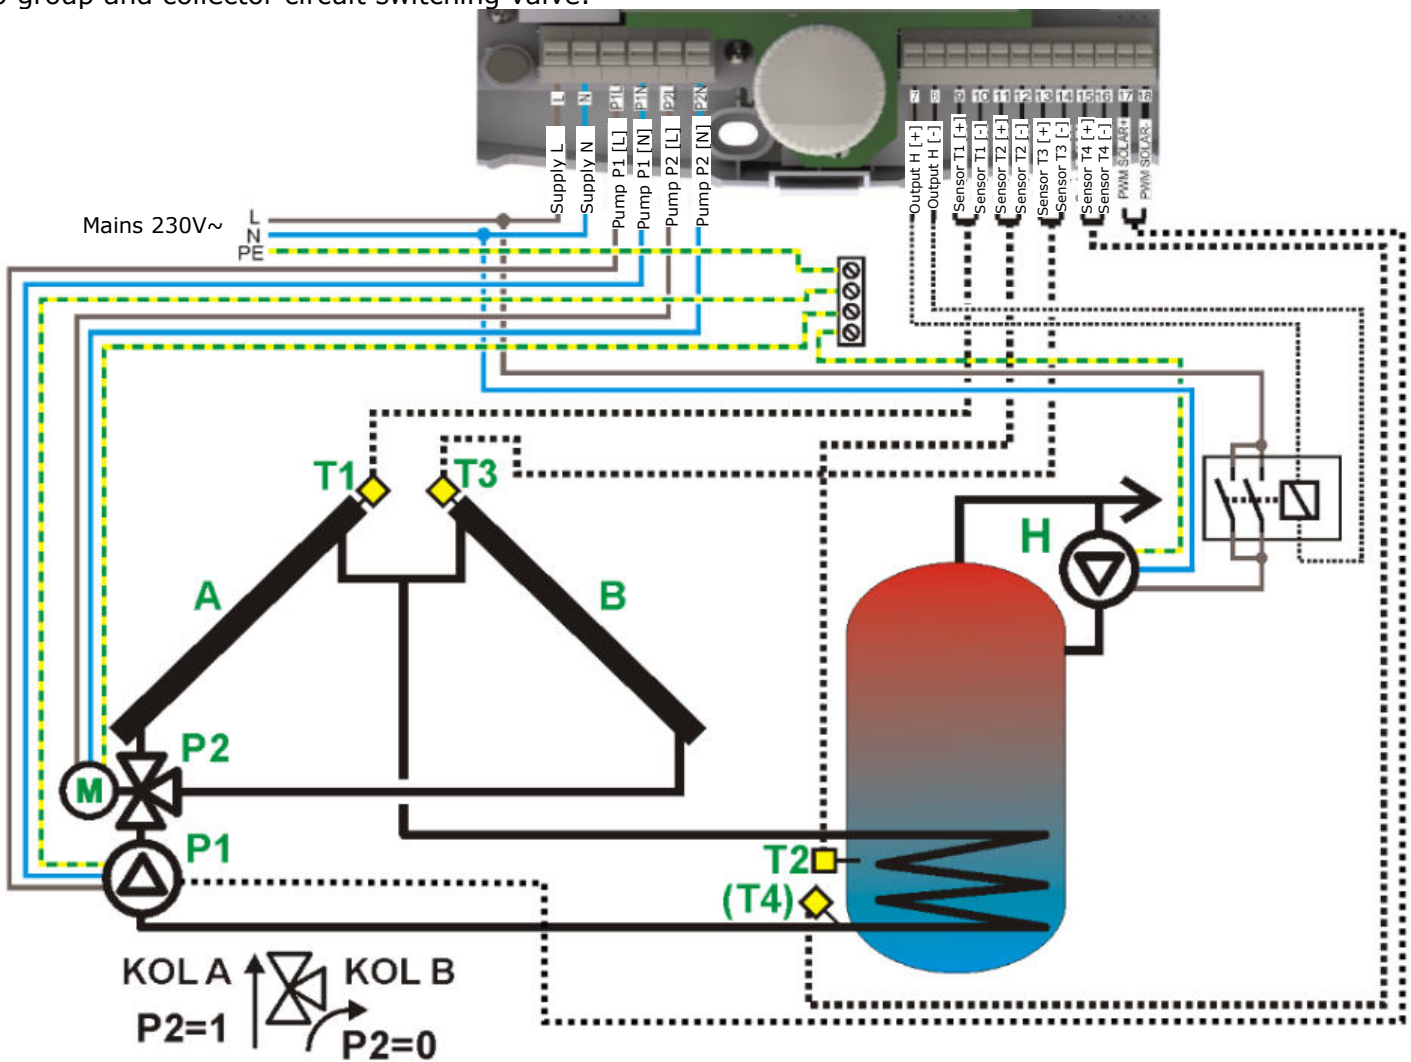 group and collector circuit switching valve.
L
N
P1L
P1N
P2L
P2N
7
8
9
10
11
12
13
14
15
16
17
18
Supply L
Supply N
Pump P1 [L]
Pump P1 [N]
Pump P2 [L]
Pump P2 [N]
Output H [+]
Output H [-]
Sensor T1 [+]
Sensor T1 [-]
Sensor T2 [+]
Sensor T2 [-]
Sensor T3 [+]
Sensor T3 [-]
Sensor T4 [+]
Sensor T4 [-]
PWM SOLAR+
PWM SOLAR-
Mains 230V~
L
N
PE
T1
T3
A
B
H
P2
M
P1
T2
(T4)
KOL A
KOL B
P2=1
P2=0